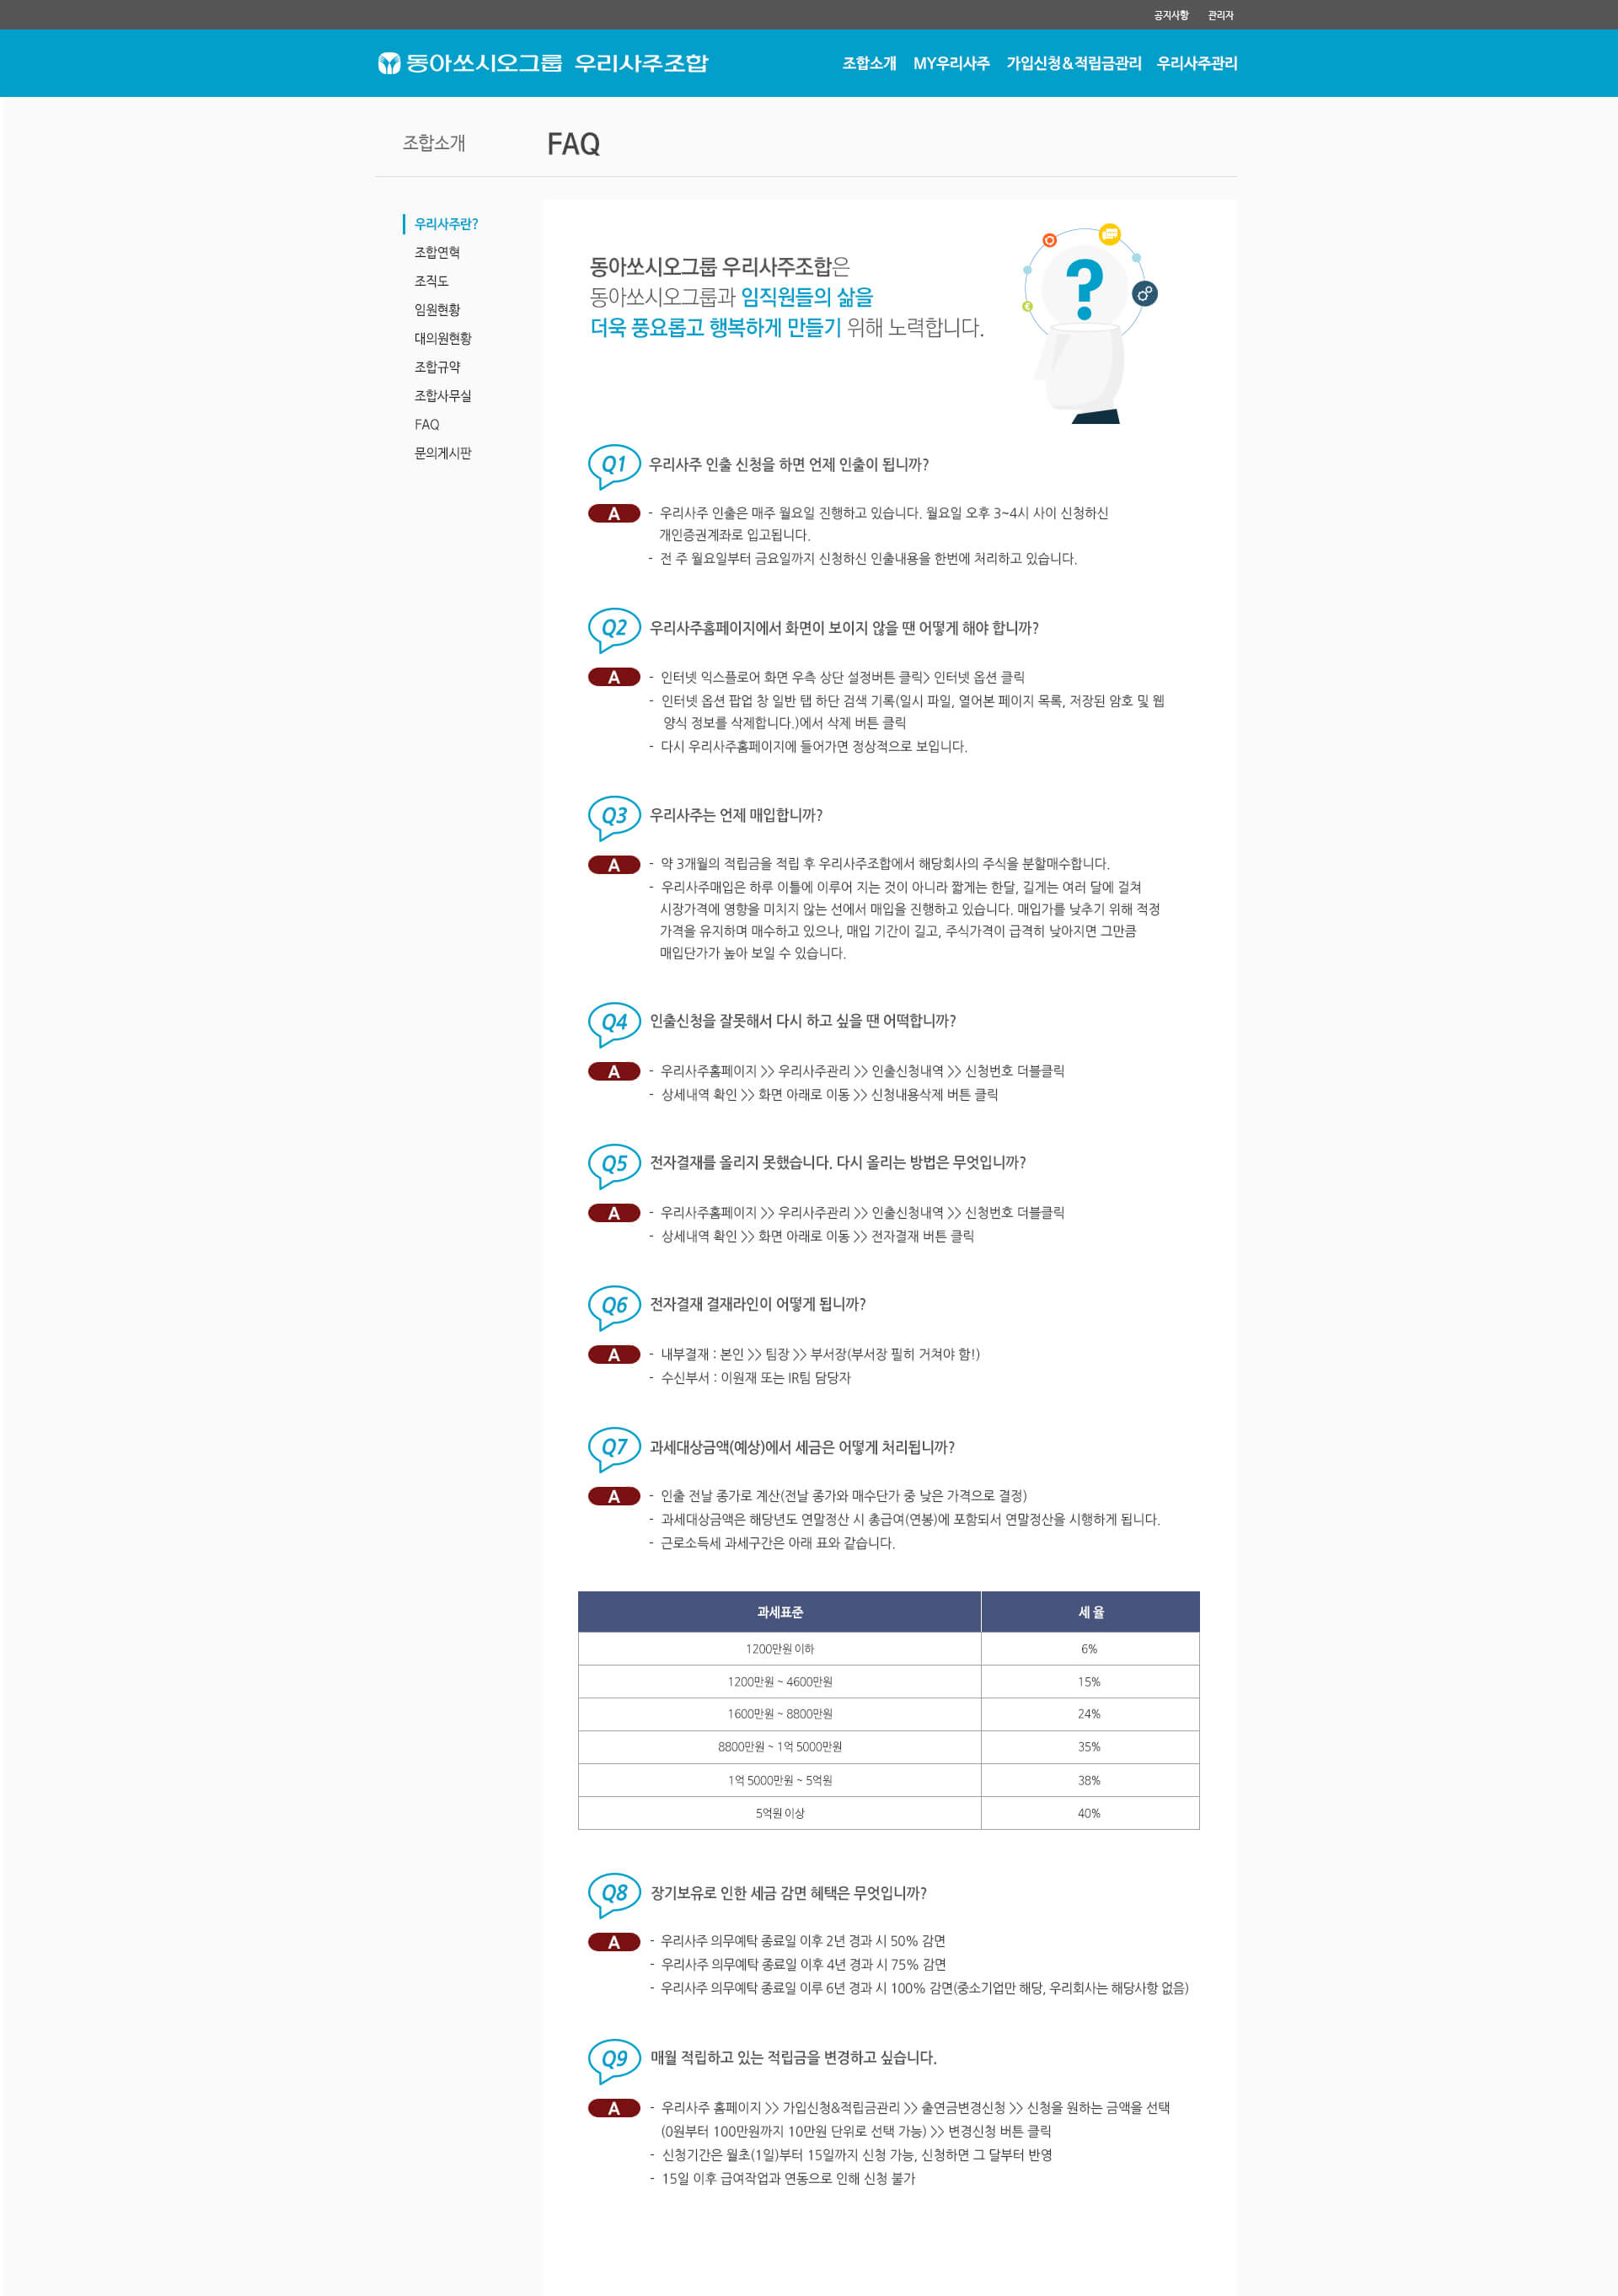 공지사항 관리자
동아쏘시오그룹 우리사주조합 조합소개 MY우리사주 가입신청&적립금관리 우리사주관리
조합소개
FAQ
우리사주란?
조합연혁
조직도
임원현황
대의원현황
조합규약
조합사무실
FAQ
문의게시판
동아쏘시오그룹 우리사주조합은
동아쏘시오그룹과 임직원들의 삶을
더욱 풍요롭고 행복하게 만들기 위해 노력합니다.
?
Q1 우리사주 인출 신청을 하면 언제 인출이 됩니까?
A - 우리사주 인출은 매주 월요일 진행하고 있습니다. 월요일 오후 3~4시 사이 신청하신
개인증권계좌로 입고됩니다.
- 전 주 월요일부터 금요일까지 신청하신 인출내용을 한번에 처리하고 있습니다.
Q2 우리사주홈페이지에서 화면이 보이지 않을 땐 어떻게 해야 합니까?
A - 인터넷 익스플로어 화면 우측 상단 설정버튼 클릭> 인터넷 옵션 클릭
- 인터넷 옵션 팝업 창 일반 탭 하단 검색 기록(일시 파일, 열어본 페이지 목록, 저장된 암호 및 웹
양식 정보를 삭제합니다.)에서 삭제 버튼 클릭
- 다시 우리사주홈페이지에 들어가면 정상적으로 보입니다.
Q3 우리사주는 언제 매입합니까?
A - 약 3개월의 적립금을 적립 후 우리사주조합에서 해당회사의 주식을 분할매수합니다.
- 우리사주매입은 하루 이틀에 이루어 지는 것이 아니라 짧게는 한달, 길게는 여러 달에 걸쳐
시장가격에 영향을 미치지 않는 선에서 매입을 진행하고 있습니다. 매입가를 낮추기 위해 적정
가격을 유지하며 매수하고 있으나, 매입 기간이 길고, 주식가격이 급격히 낮아지면 그만큼
매입단가가 높아 보일 수 있습니다.
Q4 인출신청을 잘못해서 다시 하고 싶을 땐 어떡합니까?
A - 우리사주홈페이지 >> 우리사주관리 >> 인출신청내역 >> 신청번호 더블클릭
- 상세내역 확인 >> 화면 아래로 이동 >> 신청내용삭제 버튼 클릭
Q5 전자결재를 올리지 못했습니다. 다시 올리는 방법은 무엇입니까?
A - 우리사주홈페이지 >> 우리사주관리 >> 인출신청내역 >> 신청번호 더블클릭
- 상세내역 확인 >> 화면 아래로 이동 >> 전자결재 버튼 클릭
Q6 전자결재 결재라인이 어떻게 됩니까?
A - 내부결재 : 본인 >> 팀장 >> 부서장(부서장 필히 거쳐야 함!)
- 수신부서 : 이원재 또는 IR팀 담당자
Q7 과세대상금액(예상)에서 세금은 어떻게 처리됩니까?
A - 인출 전날 종가로 계산(전날 종가와 매수단가 중 낮은 가격으로 결정)
- 과세대상금액은 해당년도 연말정산 시 총급여(연봉)에 포함되서 연말정산을 시행하게 됩니다.
- 근로소득세 과세구간은 아래 표와 같습니다.
과세표준 세 율
1200만원 이하 6%
1200만원 ~ 4600만원 15%
1600만원 ~ 8800만원 24%
8800만원 ~ 1억 5000만원 35%
1억 5000만원 ~ 5억원 38%
5억원 이상 40%
Q8 장기보유로 인한 세금 감면 혜택은 무엇입니까?
A - 우리사주 의무예탁 종료일 이후 2년 경과 시 50% 감면
- 우리사주 의무예탁 종료일 이후 4년 경과 시 75% 감면
- 우리사주 의무예탁 종료일 이루 6년 경과 시 100% 감면(중소기업만 해당, 우리회사는 해당사항 없음)
Q9 매월 적립하고 있는 적립금을 변경하고 싶습니다.
A - 우리사주 홈페이지 >> 가입신청&적립금관리 >> 출연금변경신청 >> 신청을 원하는 금액을 선택
(0원부터 100만원까지 10만원 단위로 선택 가능) >> 변경신청 버튼 클릭
- 신청기간은 월초(1일)부터 15일까지 신청 가능, 신청하면 그 달부터 반영
- 15일 이후 급여작업과 연동으로 인해 신청 불가